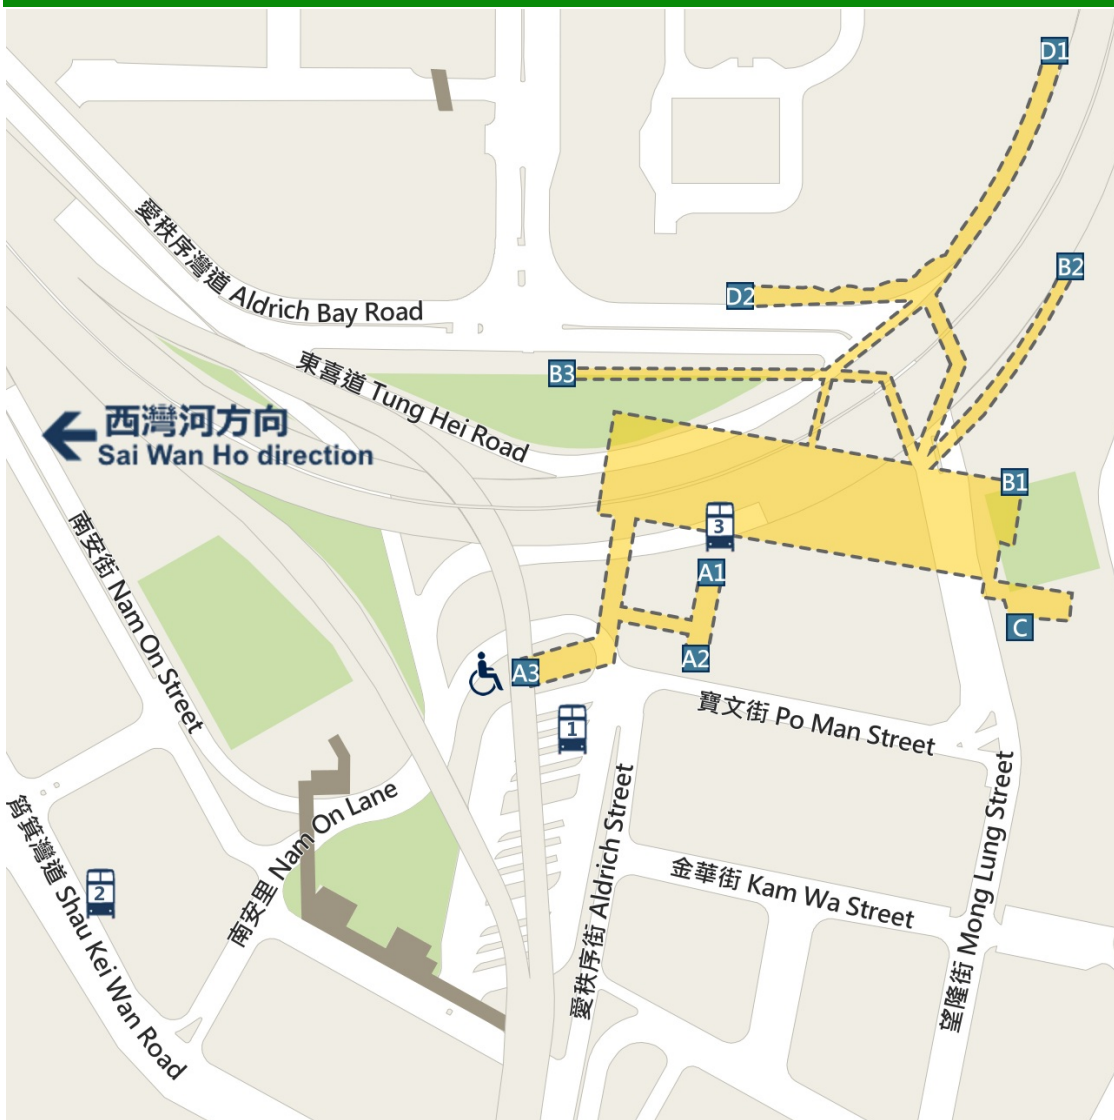 D1
愛秩序灣道 Aldrich Bay Road
B2
D2
東喜道 Tung Hei Road
B3
西灣河方向
Sai Wan Ho direction
B1
3
南安街 Nam On Street
A1
C
A2
A3
寶文街 Po Man Street
1
筲箕灣道 Shau Kei Wan Road
南安里 Nam On Lane
愛秩序街 Aldrich Street
望隆街 Mong Lung Street
金華街 Kam Wa Street
2